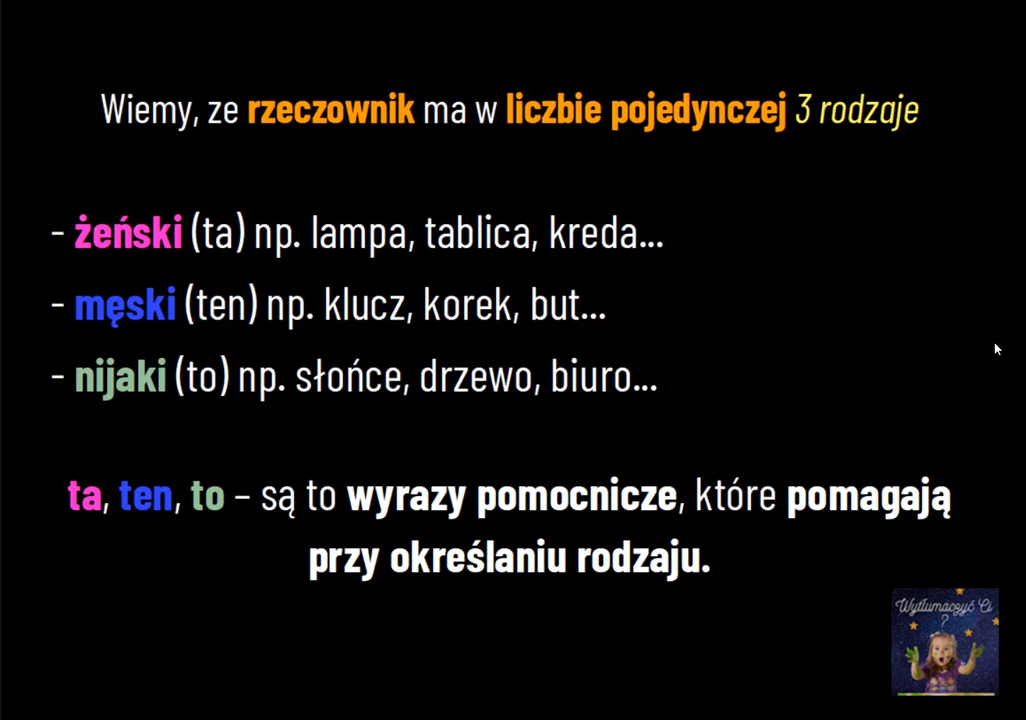 Wiemy, ze rzeczownik ma w liczbie pojedynczej 3 rodzaje
- żeński (ta) np. lampa, tablica, kreda...
- męski (ten) np. klucz, korek, but...
- nijaki (to) np. słońce, drzewo, biuro...
ta, ten, to – są to wyrazy pomocnicze, które pomagają
przy określaniu rodzaju.
Wytłumaczyć Ci
?